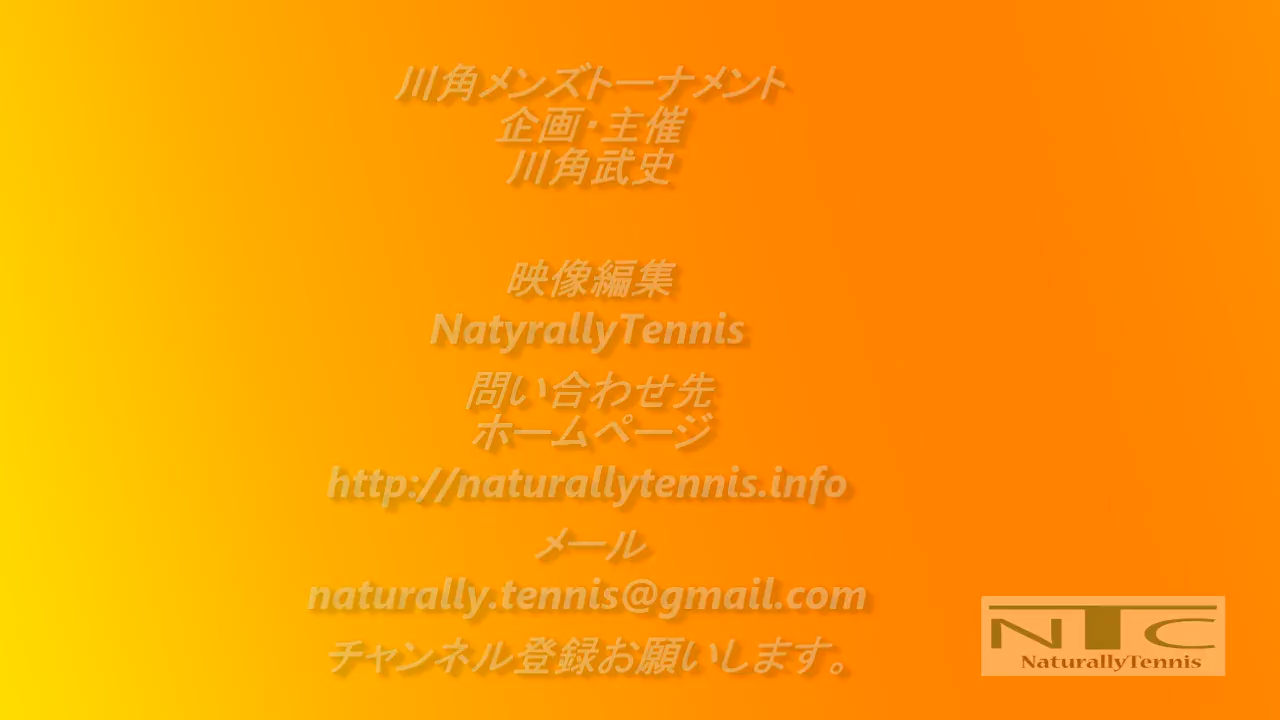 川角メンズトーナメント
企画・主催
川角武史
映像編集
NatyrallyTennis
問い合わせ先
ホームページ
http://naturallytennis.info
メール
naturally.tennis@gmail.com
チャンネル登録お願いします。
NTC
NaturallyTennis